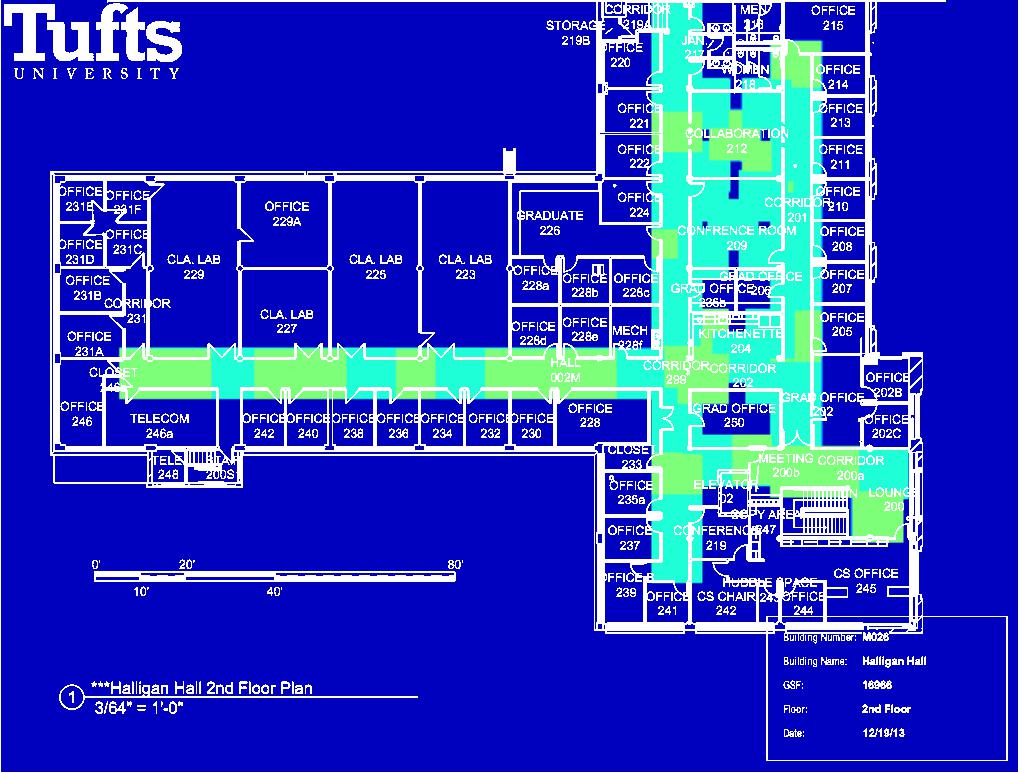 Tufts
UNIVERSITY
CORRIDOR
219A
STORAGE
219B
OFFICE
220
JAN
217
MEN
WOMEN
218
OFFICE
215
OFFICE
214
OFFICE
213
OFFICE
211
OFFICE
221
OFFICE
222
OFFICE
224
COLLABORATION
212
CORRIDOR
201
OFFICE
210
OFFICE
208
OFFICE
207
OFFICE
205
CONFRENCE ROOM
209
GRAD OFFICE
GRAD OFFICE
KITCHENETTE
204
CORRIDOR
202
OFFICE
231E
OFFICE
231F
OFFICE
231D
OFFICE
231C
OFFICE
231B
CORRIDOR
231
OFFICE
231A
CLA. LAB
229
OFFICE
229A
CLA. LAB
227
CLA. LAB
225
CLA. LAB
223
GRADUATE
226
OFFICE
228a
OFFICE
228b
OFFICE
228c
OFFICE
228d
OFFICE
228e
MECH
228f
CLOSET
HALL
002M
CORRIDOR
OFFICE
246
TELECOM
246a
OFFICE
242
OFFICE
240
OFFICE
238
OFFICE
236
OFFICE
234
OFFICE
232
OFFICE
230
OFFICE
228
GRAD OFFICE
250
GRAD OFFICE
202
OFFICE
202B
OFFICE
202C
TELE
248
200S
CLOSET
233
OFFICE
235a
OFFICE
237
OFFICE
239
OFFICE
241
ELEVATOR
MEETING
200b
CORRIDOR
200a
LOUNGE
200
COPY AREA
247
CONFERENCE
219
CS CHAIR
242
HUBBLE SPACE
243
OFFICE
244
CS OFFICE
245
0'
20'
80'
10'
40'
1
***Halligan Hall 2nd Floor Plan
3/64" = 1'-0"
Building Number: M026
Building Name: Halligan Hall
GSF: 16966
Floor: 2nd Floor
Date: 12/19/13